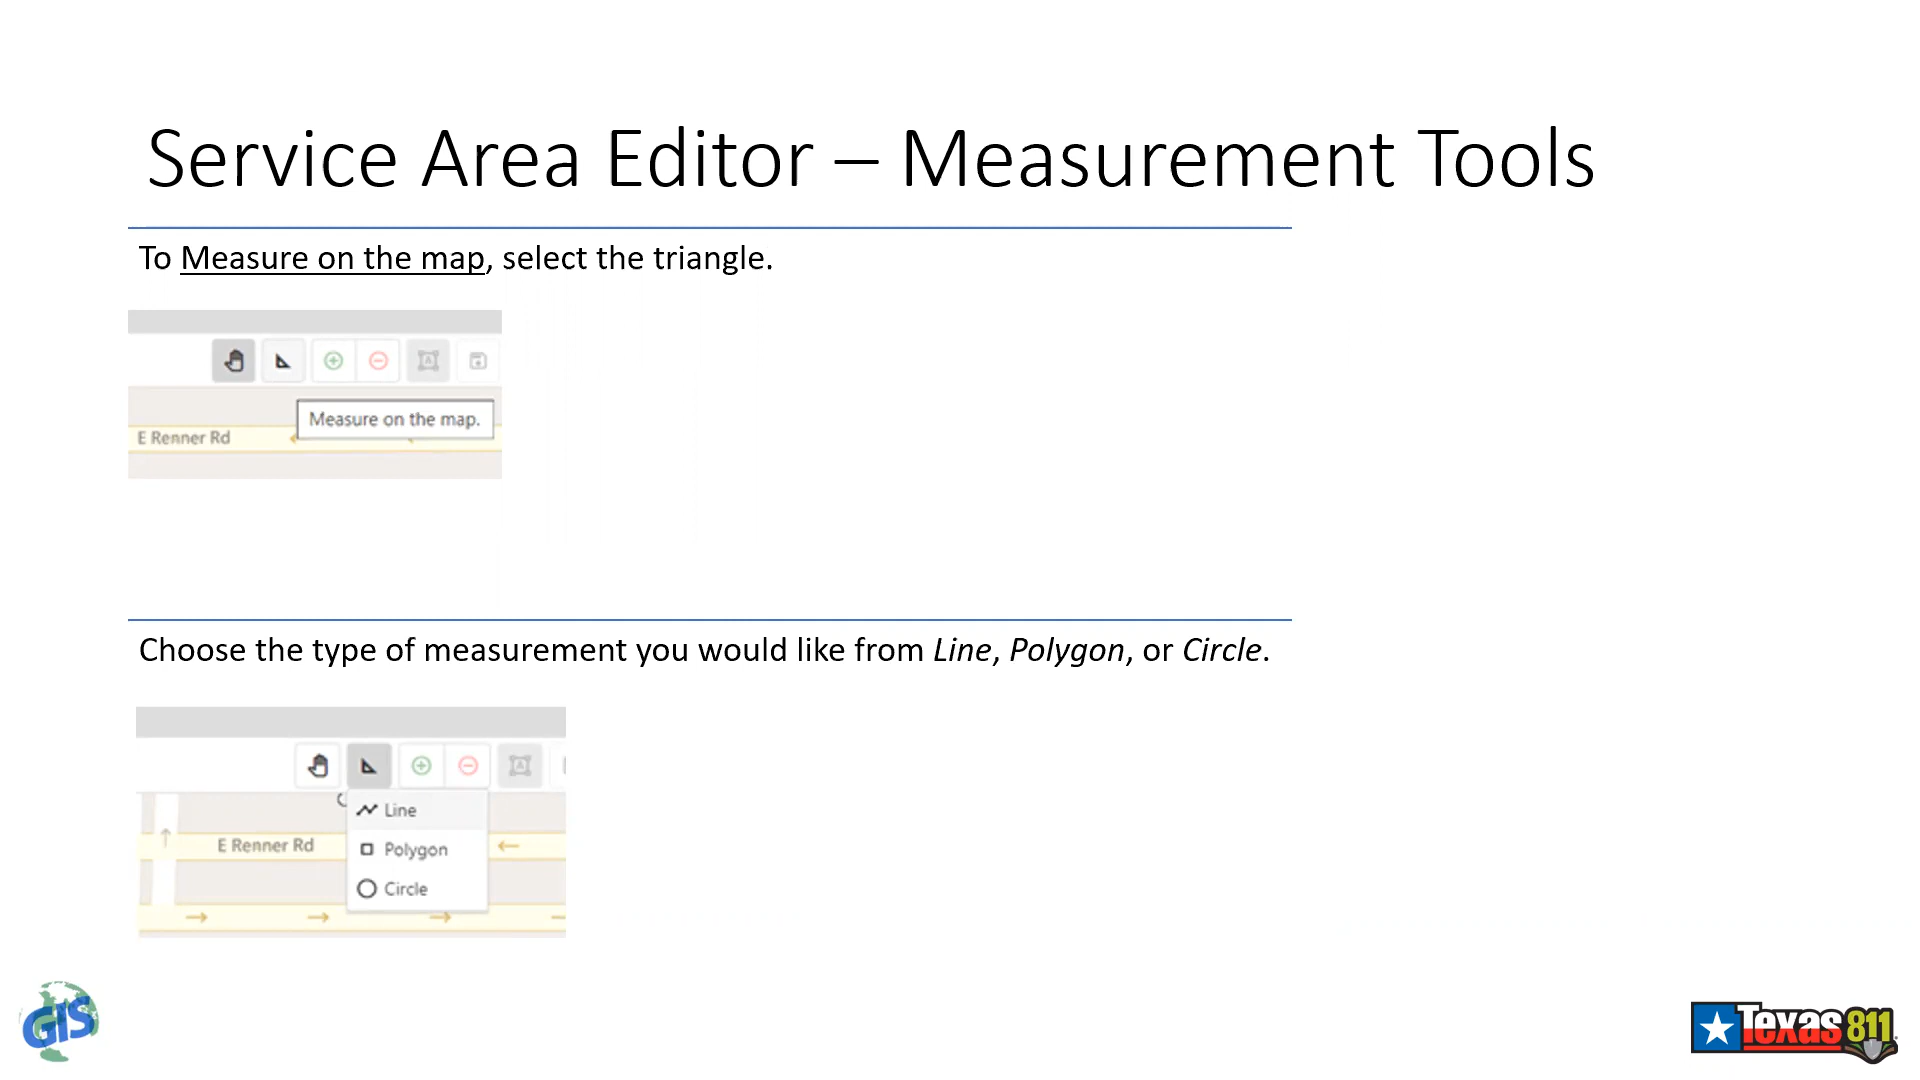 Service Area Editor – Measurement Tools
To Measure on the map, select the triangle.
Measure on the map.
E Renner Rd
Choose the type of measurement you would like from Line, Polygon, or Circle.
Line
E Renner Rd
Polygon
Circle
GIS
Texas 811